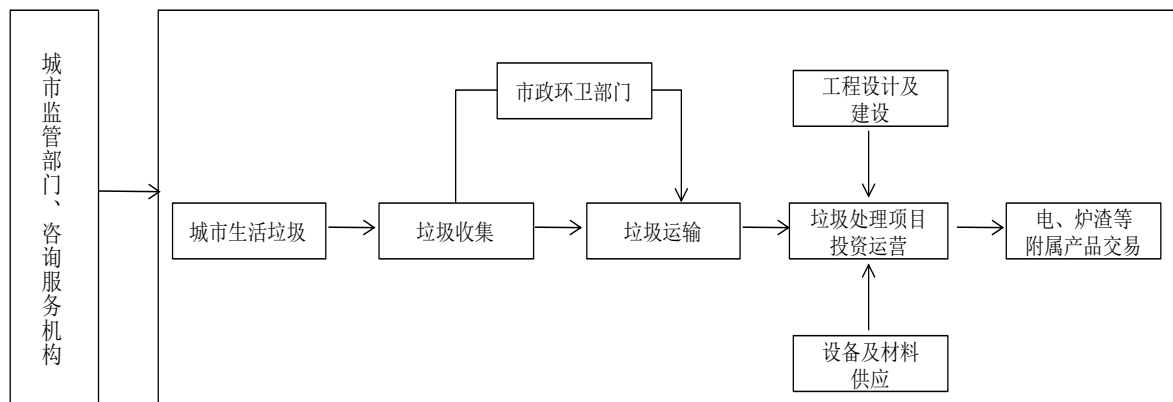 城市监管部门、咨询服务机构
市政环卫部门
工程设计及
建设
城市生活垃圾
垃圾收集
垃圾运输
垃圾处理项目
投资运营
电、炉渣等
附属产品交易
设备及材料
供应